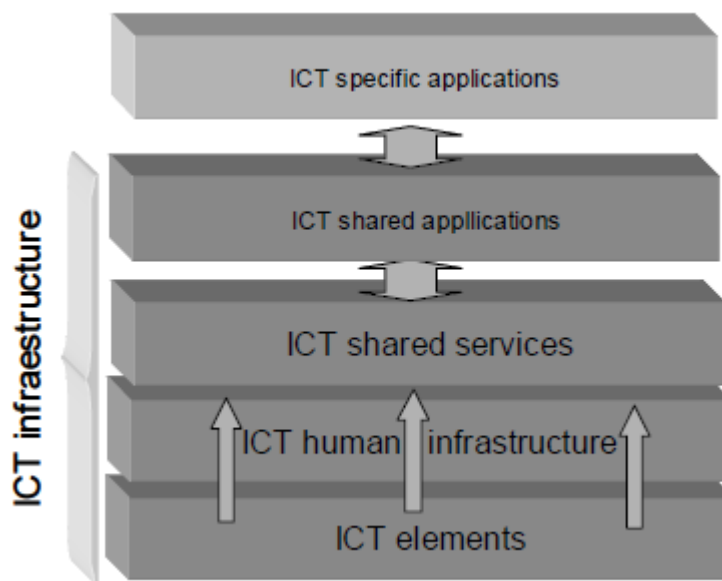 ICT specific applications
ICT infraestructure
ICT shared appllications
ICT shared services
ICT human infrastructure
ICT elements